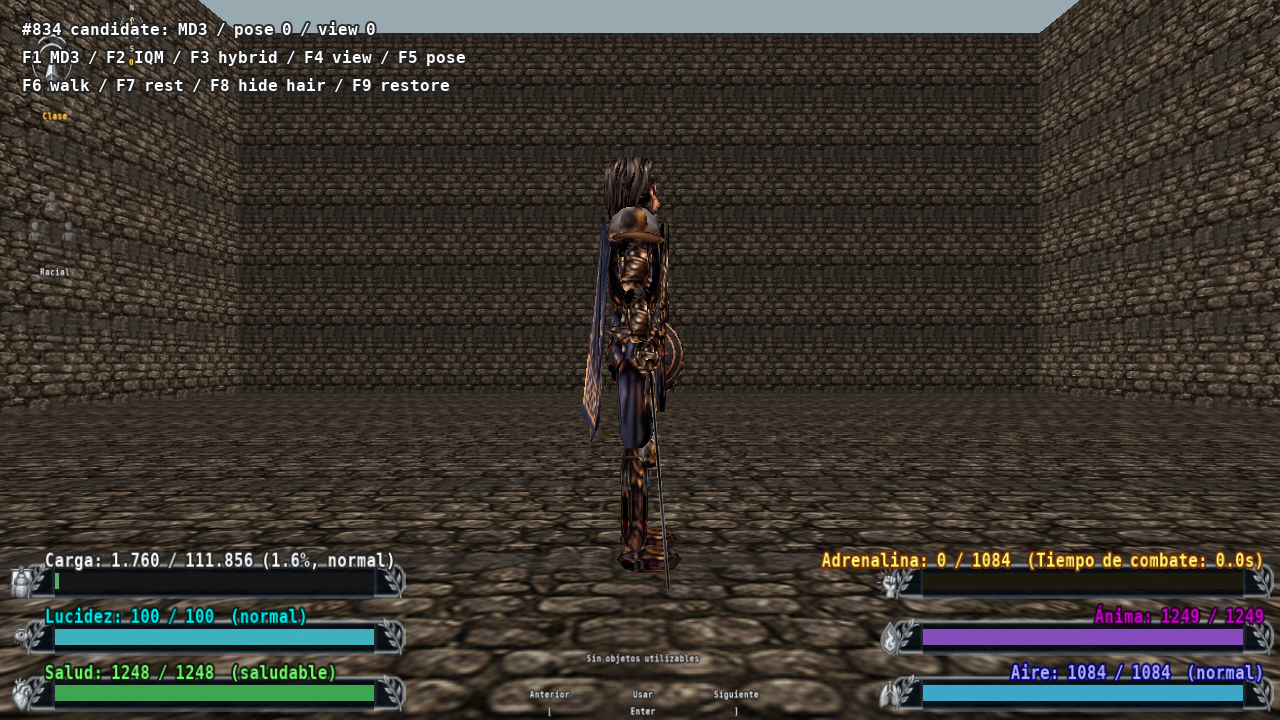 #834 candidate: MD3 / pose 0 / view 0
F1 MD3 / F2 IQM / F3 hybrid / F4 view / F5 pose
F6 walk / F7 rest / F8 hide hair / F9 restore
N
S
0
Clase
Racial
Carga: 1.760 / 111.856 (1.6%, normal)
Adrenalina: 0 / 1084 (Tiempo de combate: 0.0s)
Lucidez: 100 / 100 (normal)
Ánima: 1249 / 1249
Sin objetos utilizables
Salud: 1248 / 1248 (saludable)
Aire: 1084 / 1084 (normal)
Anterior Usar Siguiente
[ Enter ]